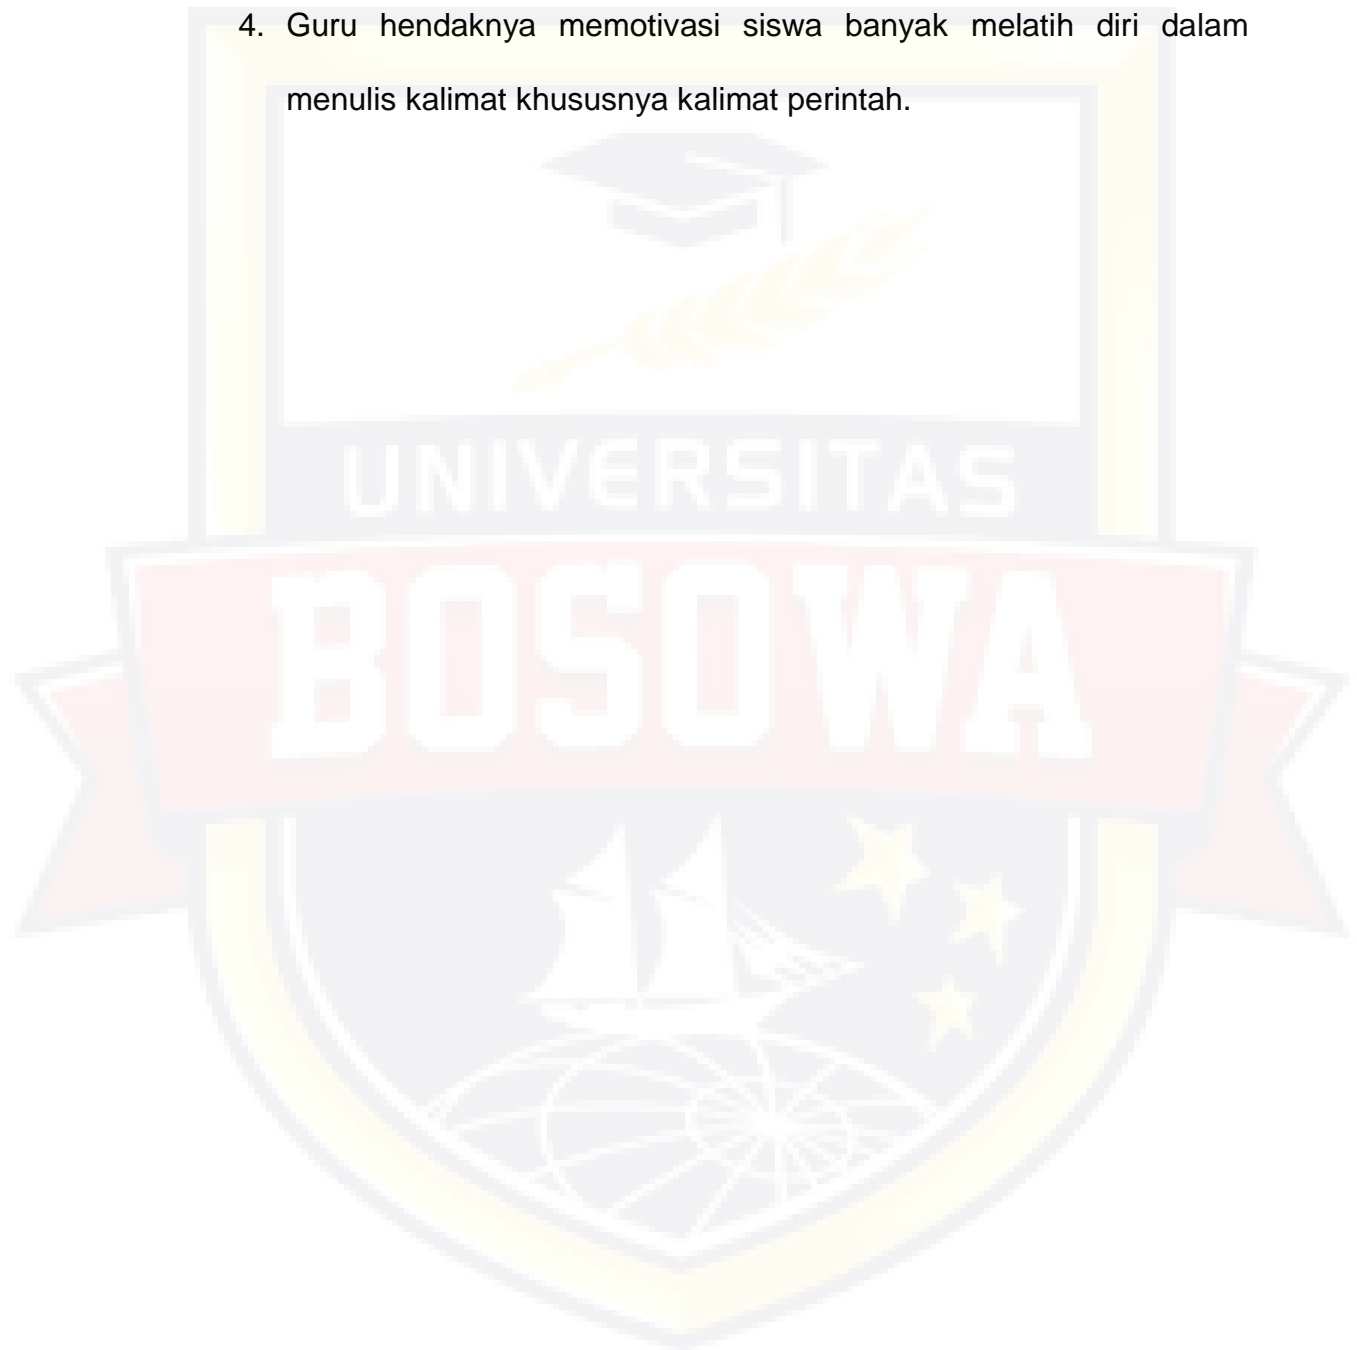 4. Guru hendaknya memotivasi siswa banyak melatih diri dalam
menulis kalimat khususnya kalimat perintah.
UNIVERSITAS
BOSOWA